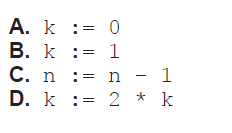 A. k := 0
B. k := 1
C. n := n - 1
D. k := 2 * k